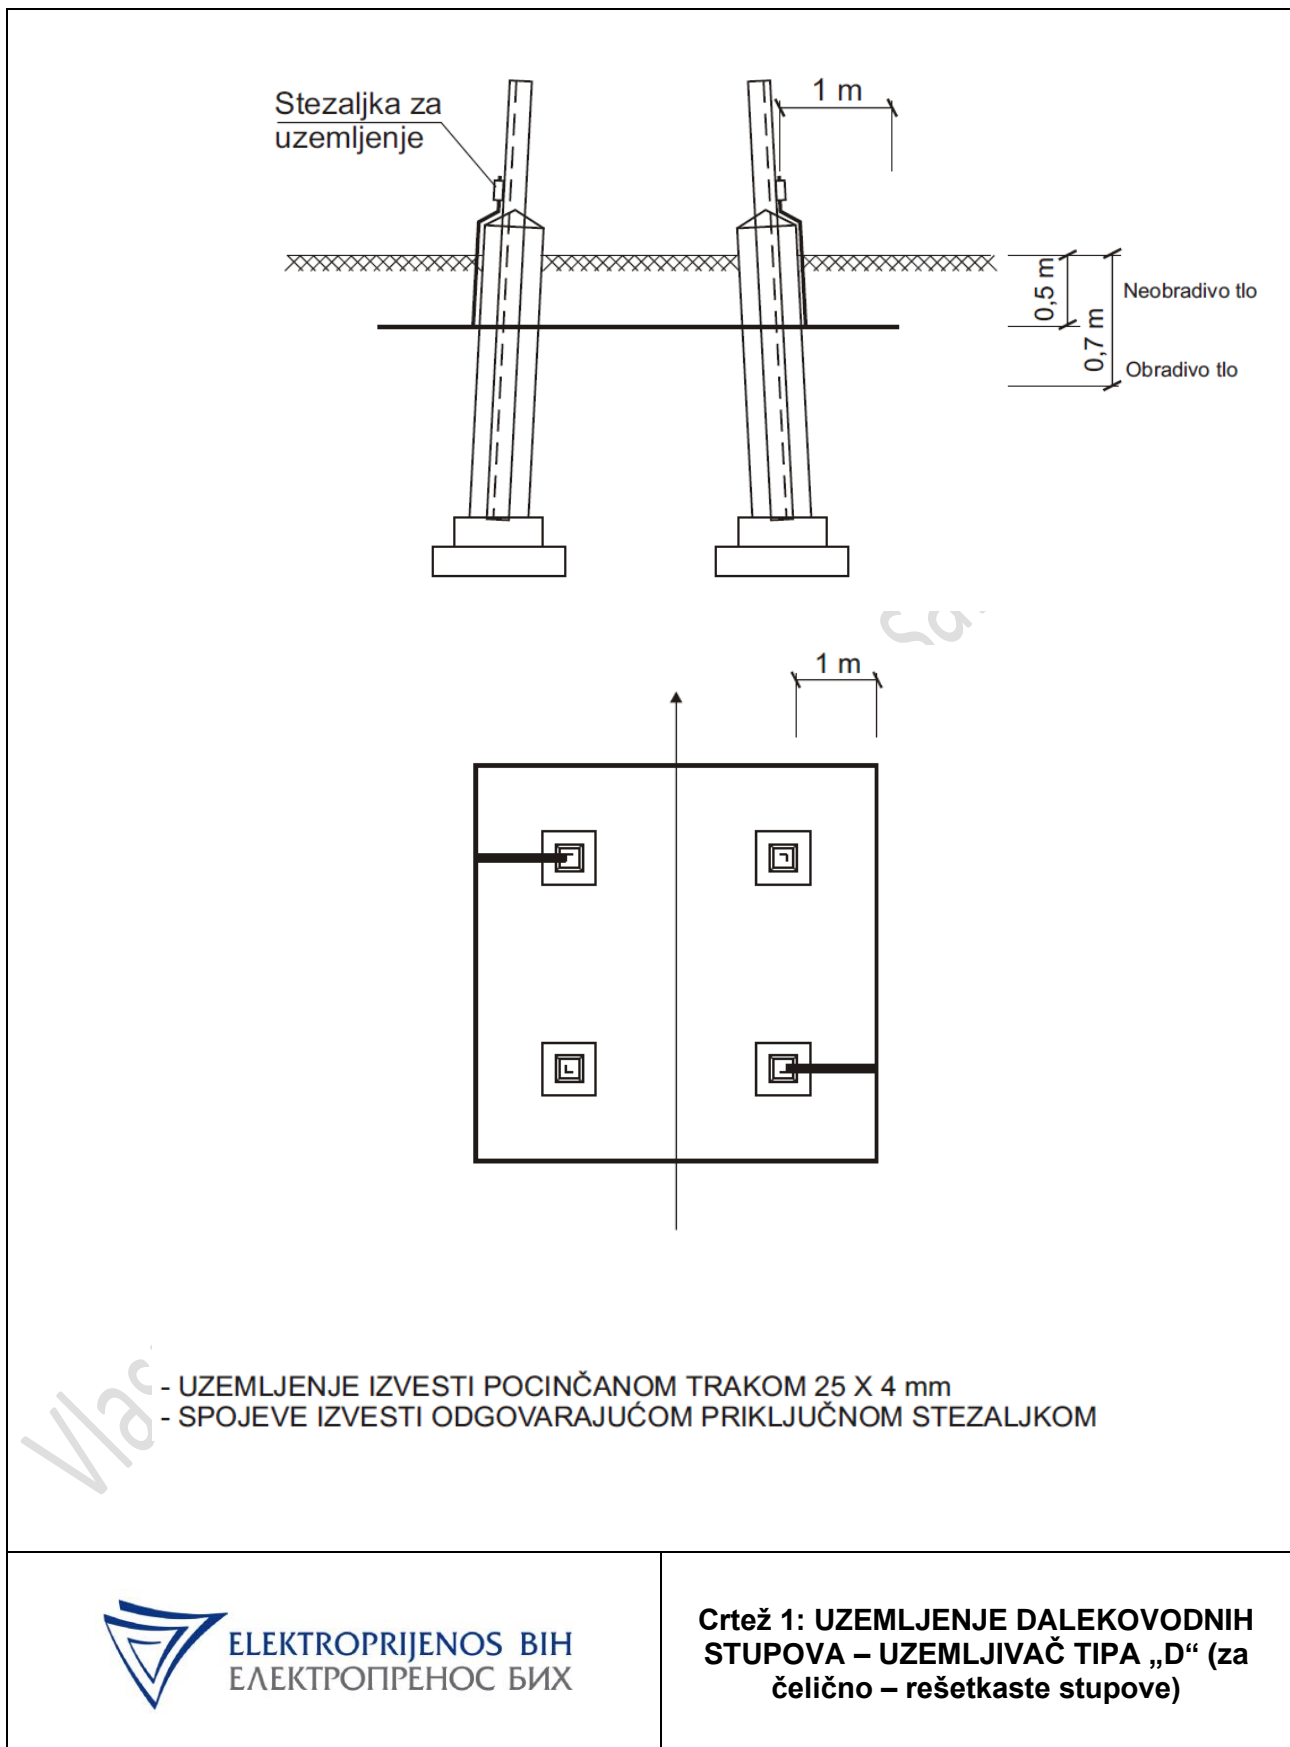 Stezaljka za
uzemljenje
1 m
0,5 m
Neobradivo tlo
0,7 m
Obradivo tlo
1 m
- UZEMLJENJE IZVESTI POCINČANOM TRAKOM 25 X 4 mm
- SPOJEVE IZVESTI ODGOVARAJUĆOM PRIKLJUČNOM STEZALJKOM
ELEKTROPRIJENOS BIH
ЕЛЕКТРОПРЕНОС БИХ
Crtež 1: UZEMLJENJE DALEKOVODNIH
STUPOVA – UZEMLJIVAČ TIPA „D“ (za
čelično – rešetkaste stupove)